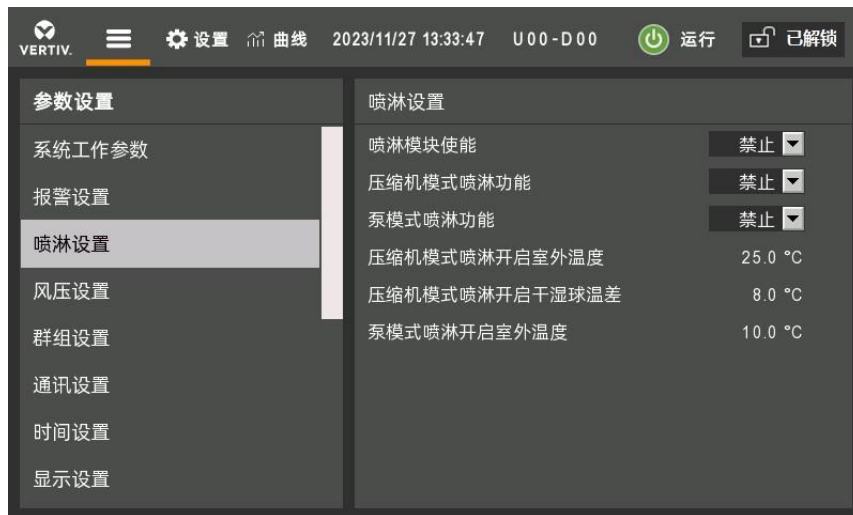 VERTIV. 设置 曲线 2023/11/27 13:33:47 U00-D00 运行 已解锁
参数设置
系统工作参数
报警设置
喷淋设置
风压设置
群组设置
通讯设置
时间设置
显示设置
喷淋设置
喷淋模块使能 禁止
压缩机模式喷淋功能 禁止
泵模式喷淋功能 禁止
压缩机模式喷淋开启室外温度 25.0 °C
压缩机模式喷淋开启干湿球温差 8.0 °C
泵模式喷淋开启室外温度 10.0 °C